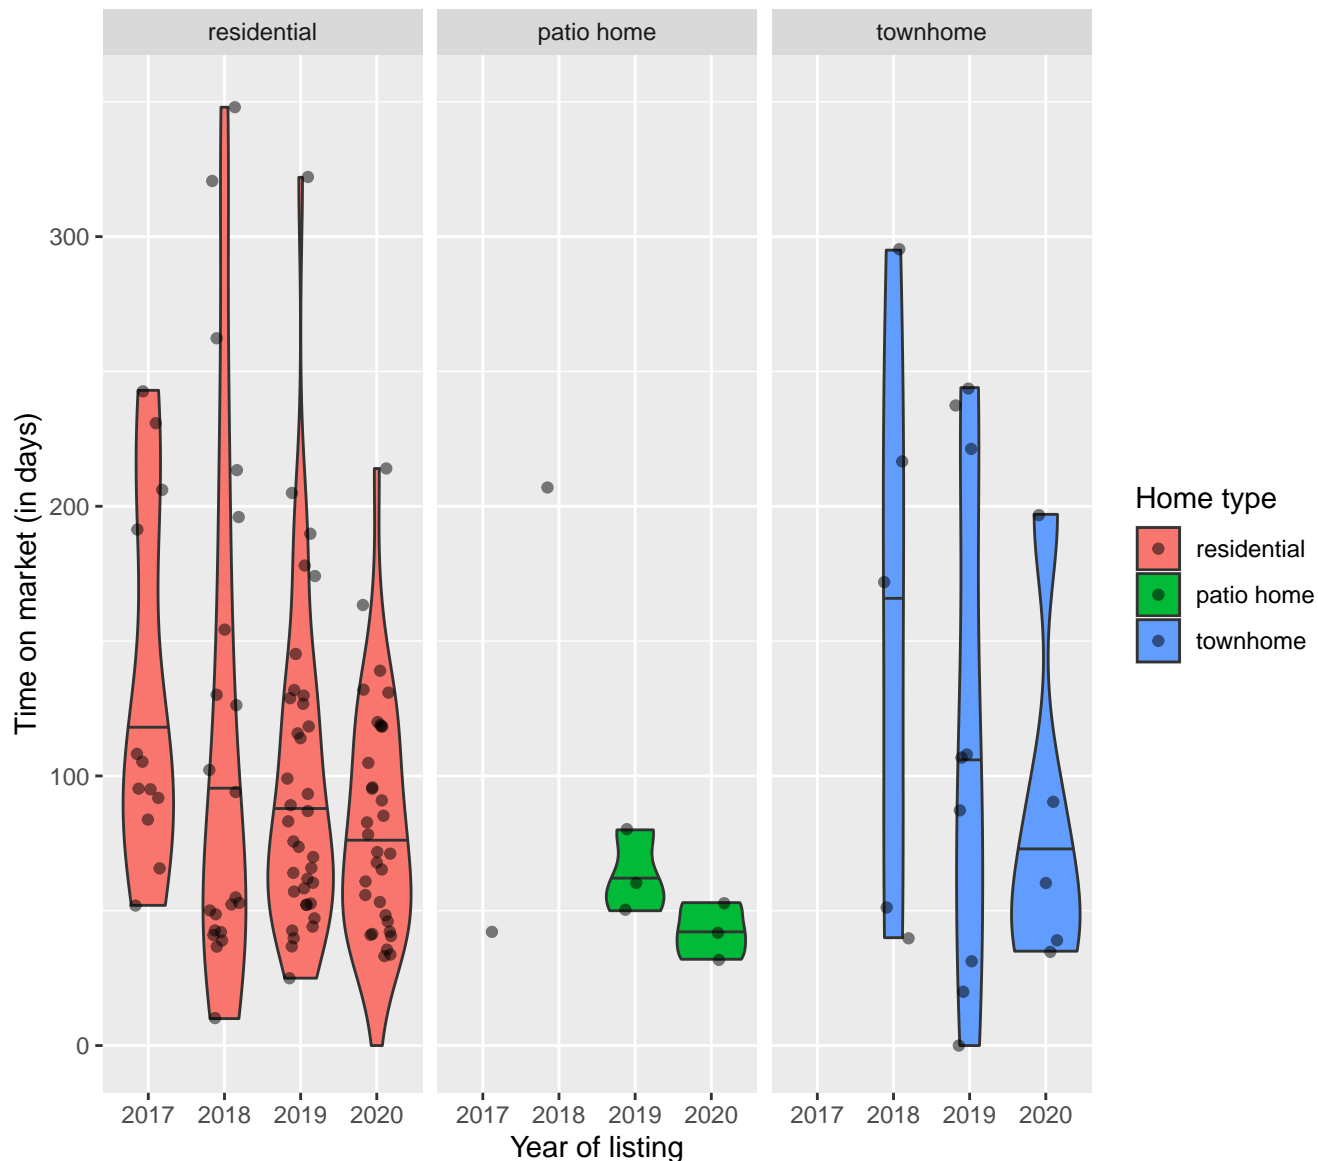 residential patio home townhome
300
200
100
0
Time on market (in days)
2017 2018 2019 2020 2017 2018 2019 2020 2017 2018 2019 2020
Year of listing
Home type
residential
patio home
townhome